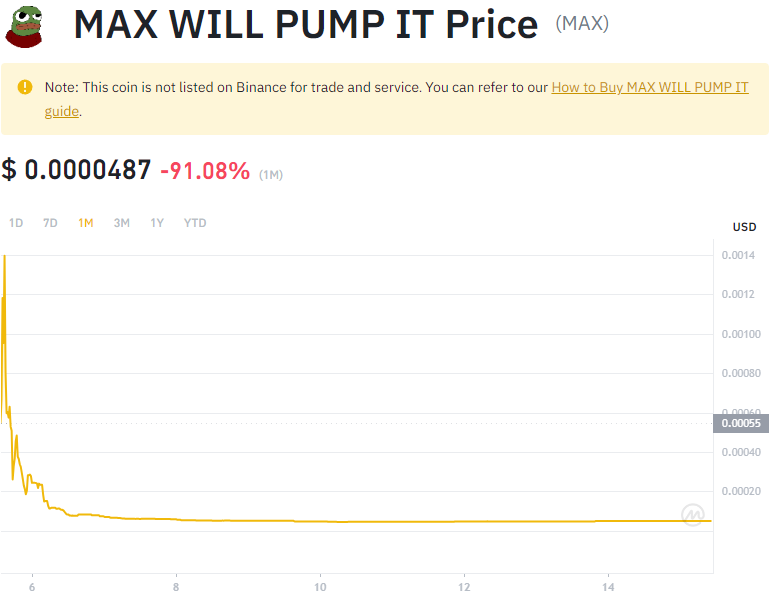 MAX WILL PUMP IT Price (MAX)
Note: This coin is not listed on Binance for trade and service. You can refer to our How to Buy MAX WILL PUMP IT
guide.
$ 0.0000487 -91.08% (1M)
1D 7D 1M 3M 1Y YTD
USD
0.0014
0.0012
0.00100
0.00080
0.00060
0.00055
0.00040
0.00020
6 8 10 12 14